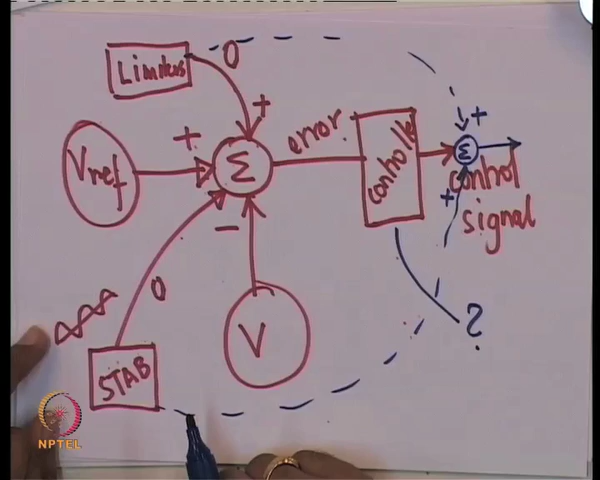 Limiters
0
+
+
Vref
+
Σ
error.
controller
Σ
+
control
signal
-
0
V
STAB
?
NPTEL